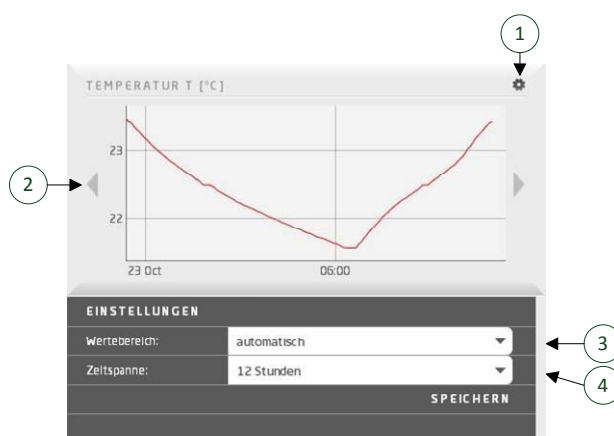 1
TEMPERATUR T [°C]
23
2
22
23 Oct 06:00
EINSTELLUNGEN
Wertebereich: automatisch
3
Zeitspanne: 12 Stunden
4
SPEICHERN